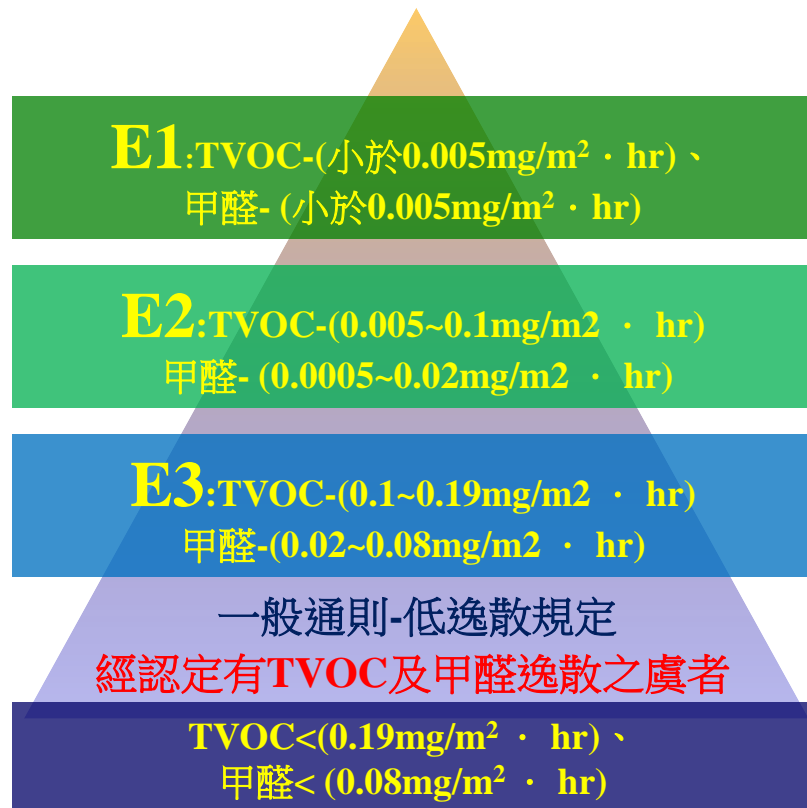 E1:TVOC-(小於0.005mg/m²‧hr)、
甲醛- (小於0.005mg/m²‧hr)
E2:TVOC-(0.005~0.1mg/m2 ‧ hr)
甲醛- (0.0005~0.02mg/m2 ‧ hr)
E3:TVOC-(0.1~0.19mg/m2 ‧ hr)
甲醛-(0.02~0.08mg/m2 ‧ hr)
一般通則-低逸散規定
經認定有TVOC及甲醛逸散之虞者
TVOC<(0.19mg/m² ‧ hr)、
甲醛< (0.08mg/m² ‧ hr)